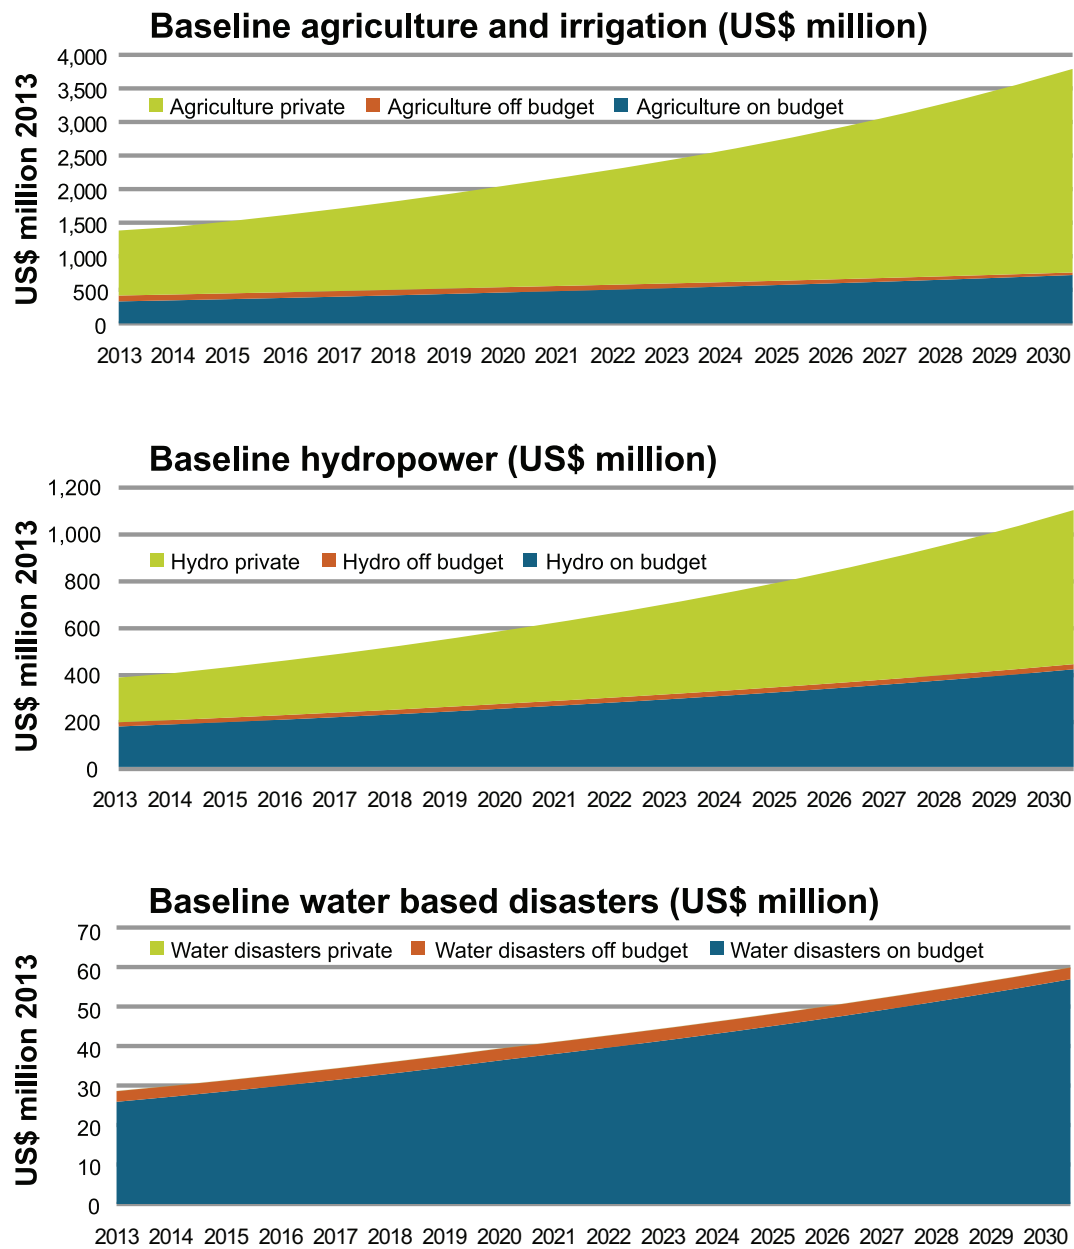 Baseline agriculture and irrigation (US$ million)
US$ million 2013
4,000
3,500
3,000
2,500
2,000
1,500
1,000
500
0
Agriculture private Agriculture off budget Agriculture on budget
2013 2014 2015 2016 2017 2018 2019 2020 2021 2022 2023 2024 2025 2026 2027 2028 2029 2030
Baseline hydropower (US$ million)
US$ million 2013
1,200
1,000
800
600
400
200
0
Hydro private Hydro off budget Hydro on budget
2013 2014 2015 2016 2017 2018 2019 2020 2021 2022 2023 2024 2025 2026 2027 2028 2029 2030
Baseline water based disasters (US$ million)
US$ million 2013
70
60
50
40
30
20
10
0
Water disasters private Water disasters off budget Water disasters on budget
2013 2014 2015 2016 2017 2018 2019 2020 2021 2022 2023 2024 2025 2026 2027 2028 2029 2030